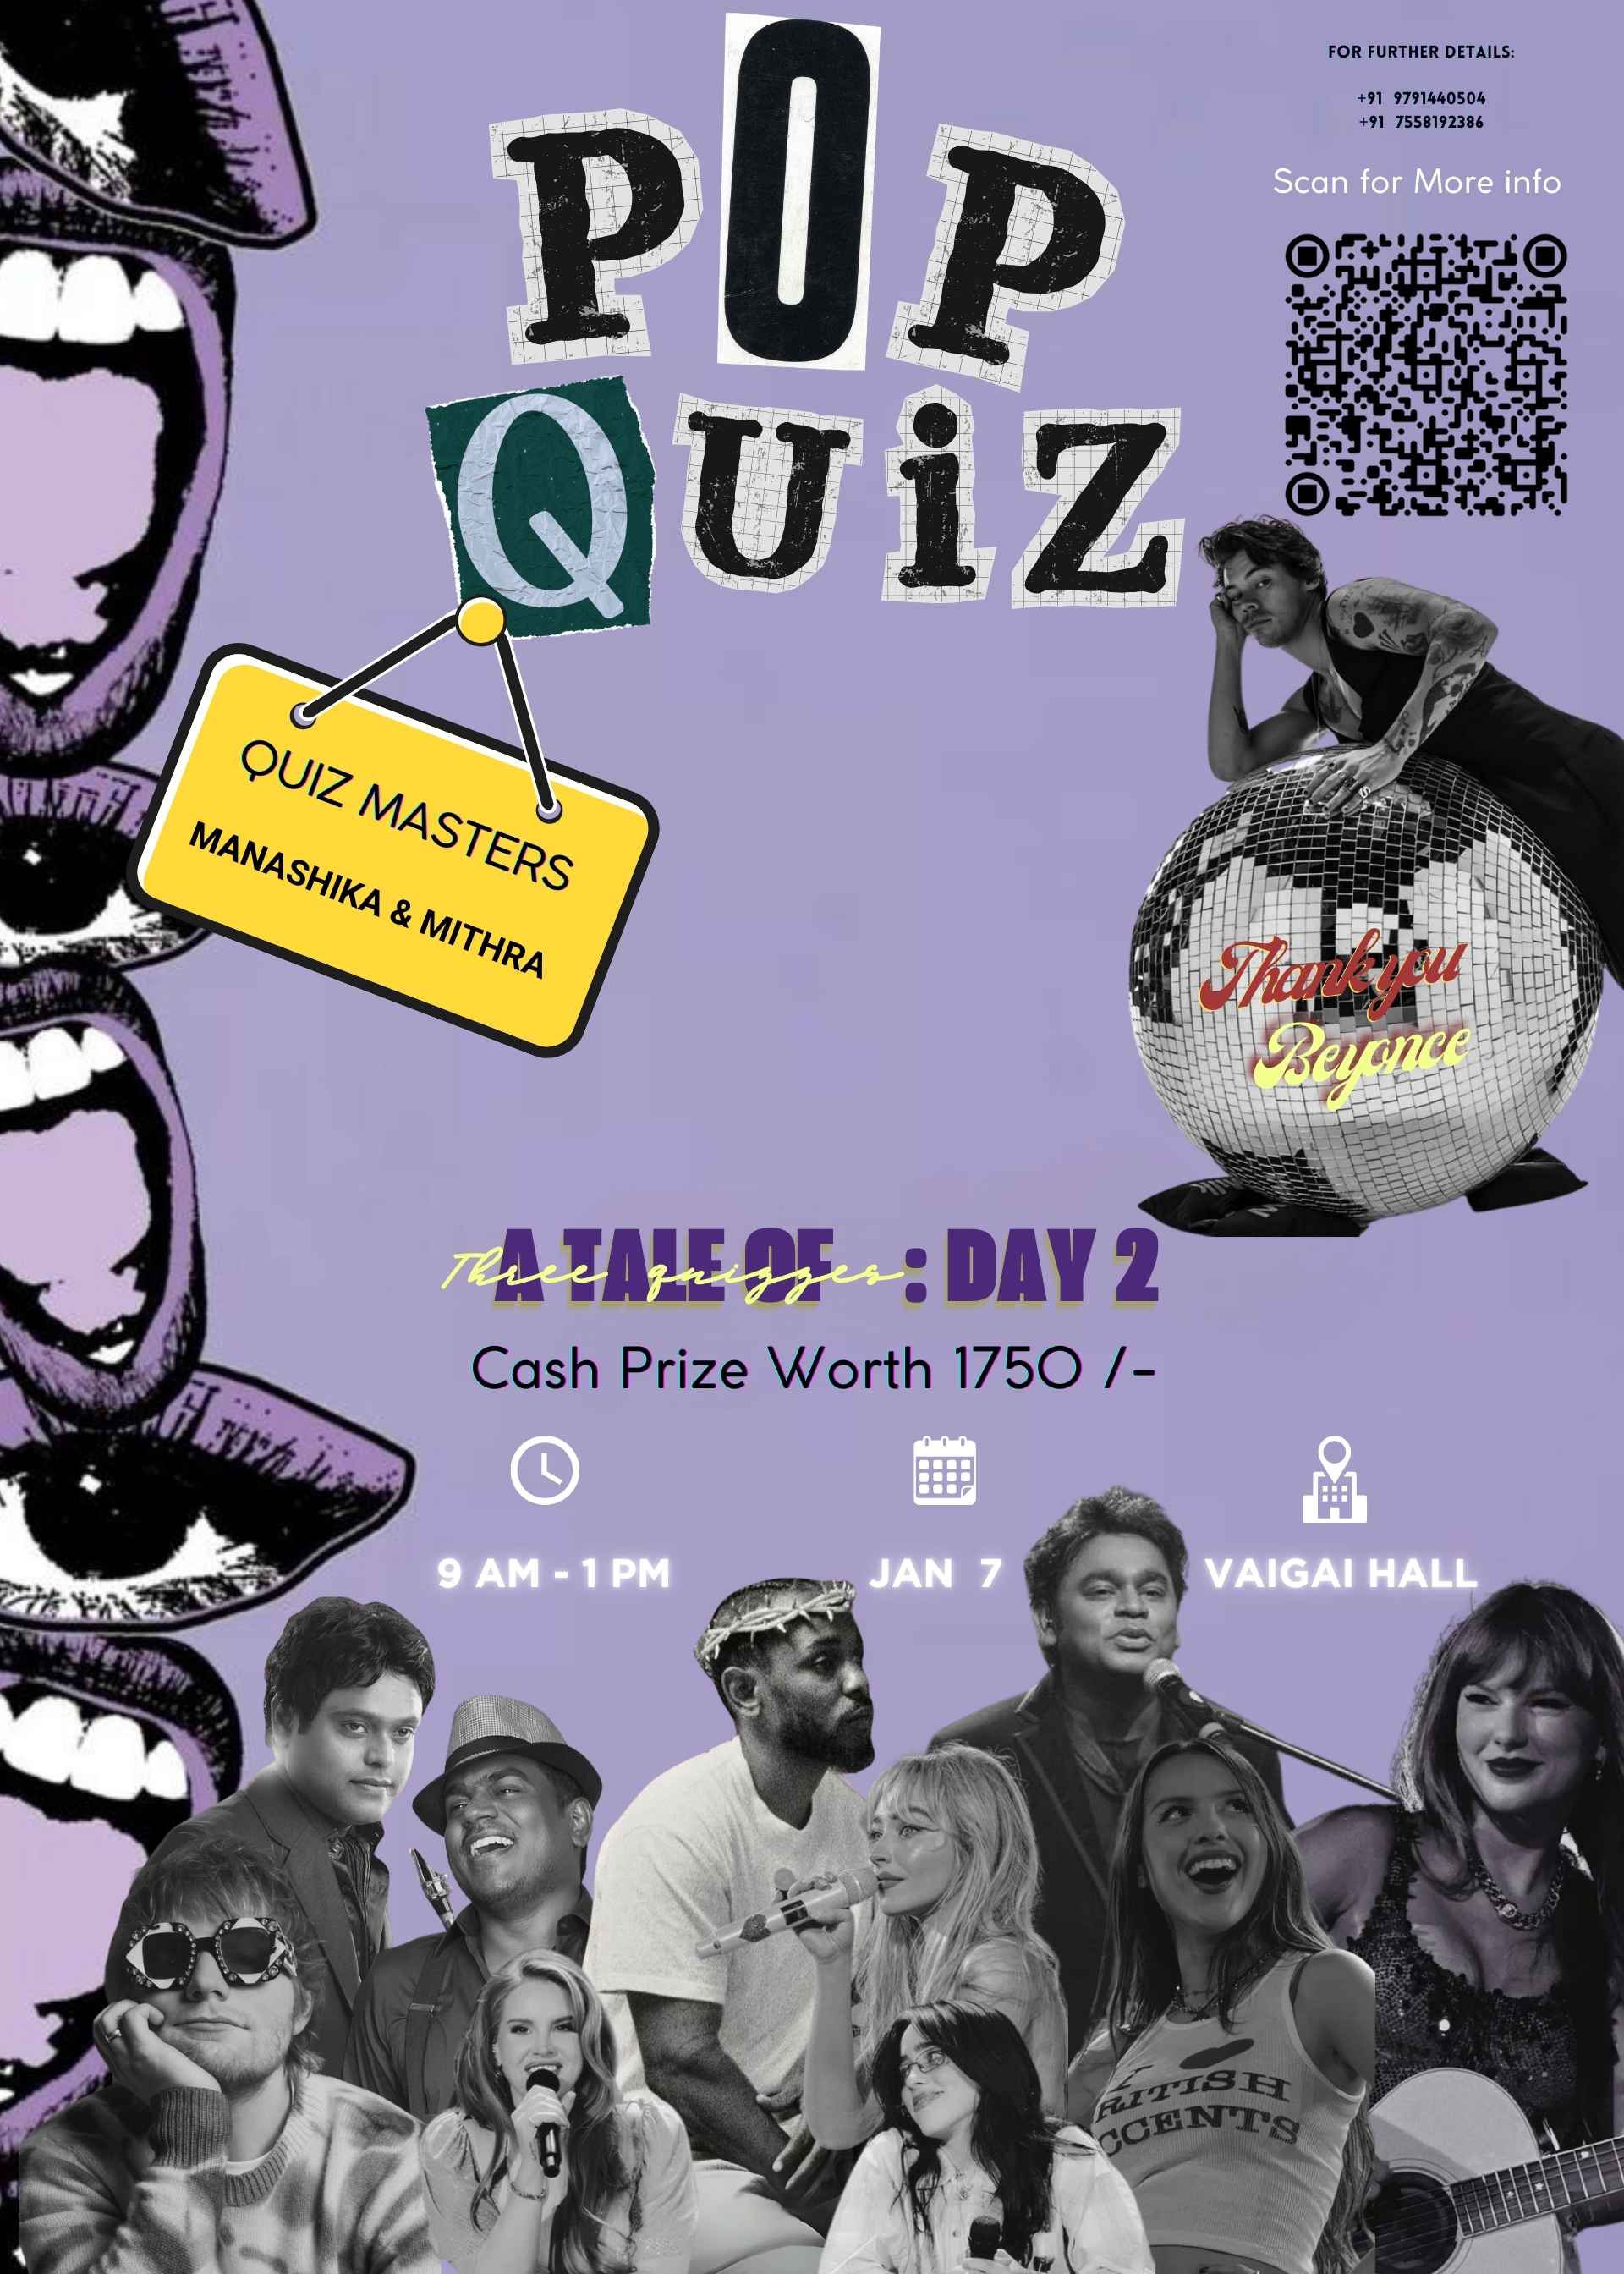 POP
QUiZ
FOR FURTHER DETAILS:
+91 9791440504
+91 7558192386
Scan for More info
QUIZ MASTERS
MANASHIKA & MITHRA
Thank you
Beyonce
A TALE OF : DAY 2
Three quizzes
Cash Prize Worth 1750 /-
9 AM - 1 PM
JAN 7
VAIGAI HALL